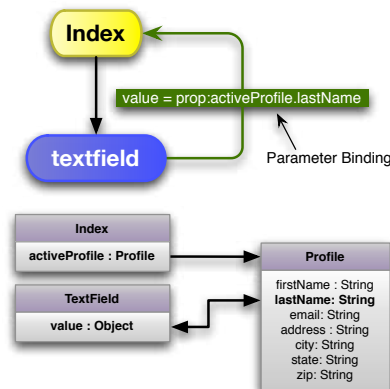 Index
value = prop:activeProfile.lastName
textfield
Parameter Binding
Index
activeProfile : Profile
TextField
value : Object
Profile
firstName : String
lastName: String
email: String
address : String
city: String
state: String
zip: String